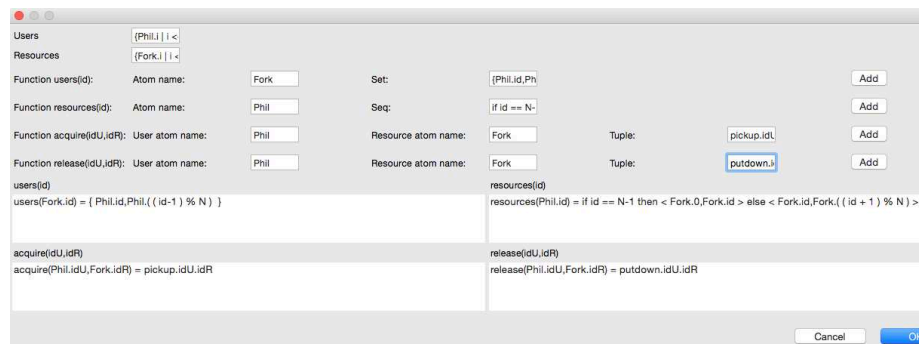 Users {Phil.i | i <
Resources {Fork.i | i <
Function users(id): Atom name: Fork Set: {Phil.id,Ph Add
Function resources(id): Atom name: Phil Seq: if id == N- Add
Function acquire(idU,idR): User atom name: Phil Resource atom name: Fork Tuple: pickup.idU Add
Function release(idU,idR): User atom name: Phil Resource atom name: Fork Tuple: putdown.i Add
users(id) resources(id)
users(Fork.id) = { Phil.id,Phil.( ( id-1 ) % N ) } resources(Phil.id) = if id == N-1 then < Fork.0,Fork.id > else < Fork.id,Fork.( ( id + 1 ) % N ) >
acquire(idU,idR) release(idU,idR)
acquire(Phil.idU,Fork.idR) = pickup.idU.idR release(Phil.idU,Fork.idR) = putdown.idU.idR
Cancel